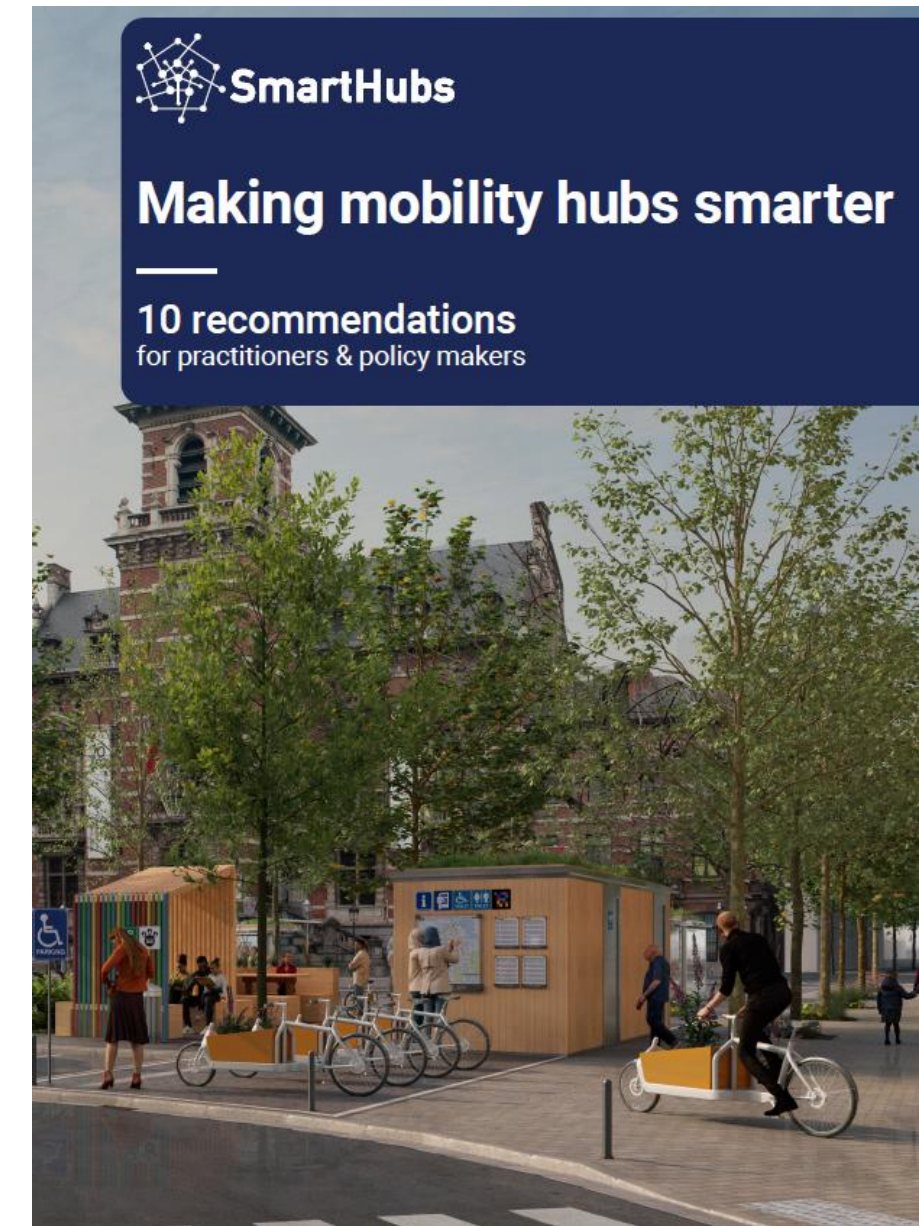 SmartHubs
Making mobility hubs smarter
10 recommendations
for practitioners & policy makers
i
PARKING